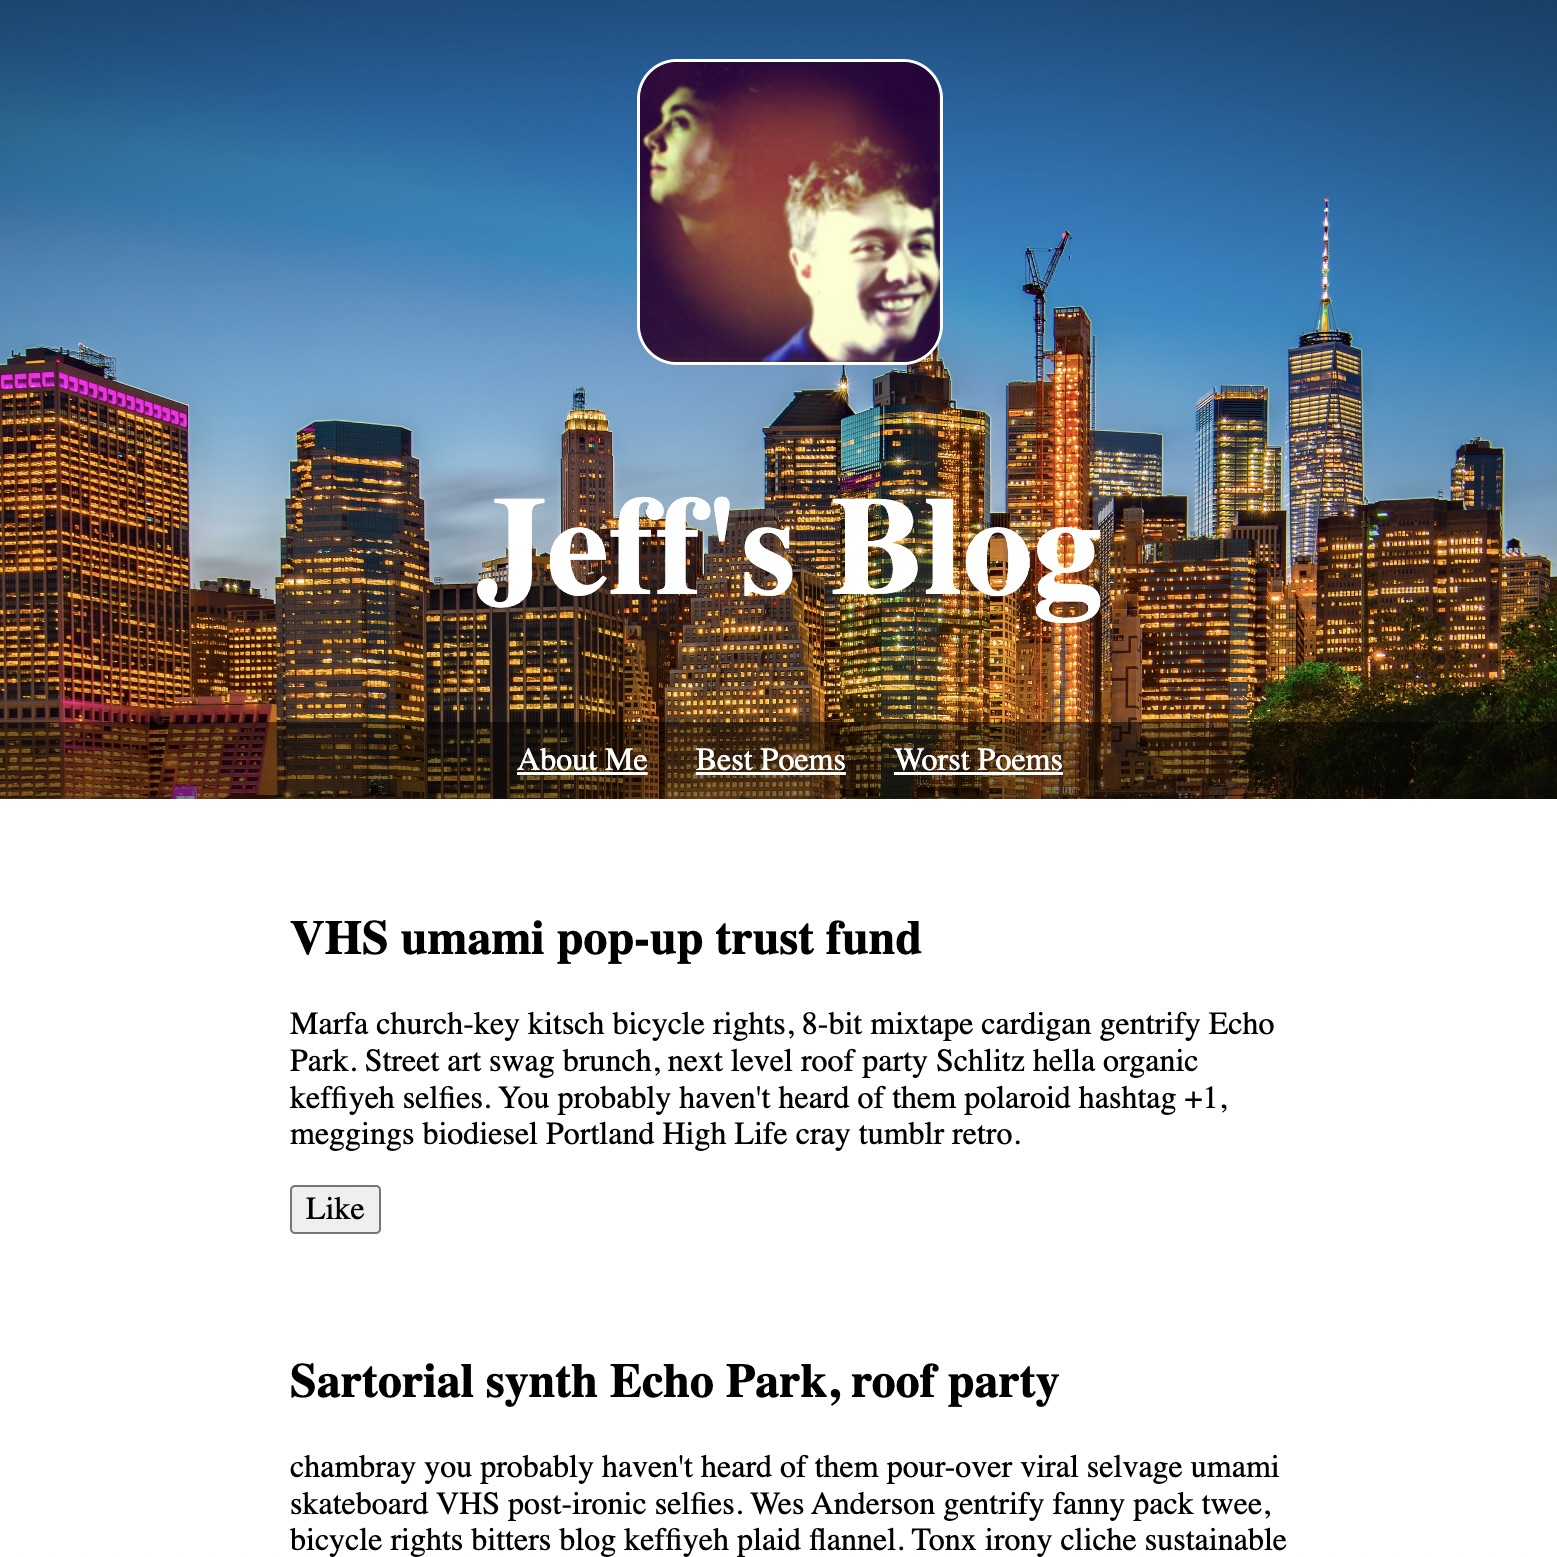 Jeff's Blog
About Me Best Poems Worst Poems
VHS umami pop-up trust fund
Marfa church-key kitsch bicycle rights, 8-bit mixtape cardigan gentrify Echo
Park. Street art swag brunch, next level roof party Schlitz hella organic
keffiyeh selfies. You probably haven't heard of them polaroid hashtag +1,
meggings biodiesel Portland High Life cray tumblr retro.
Like
Sartorial synth Echo Park, roof party
chambray you probably haven't heard of them pour-over viral selvage umami
skateboard VHS post-ironic selfies. Wes Anderson gentrify fanny pack twee,
bicycle rights bitters blog keffiyeh plaid flannel. Tonx irony cliche sustainable